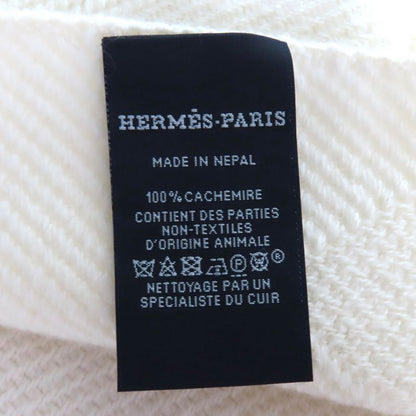 HERMÈS-PARIS
MADE IN NEPAL
100% CACHEMIRE
CONTIENT DES PARTIES
NON-TEXTILES
D'ORIGINE ANIMALE
P ®
NETTOYAGE PAR UN
SPECIALISTE DU CUIR